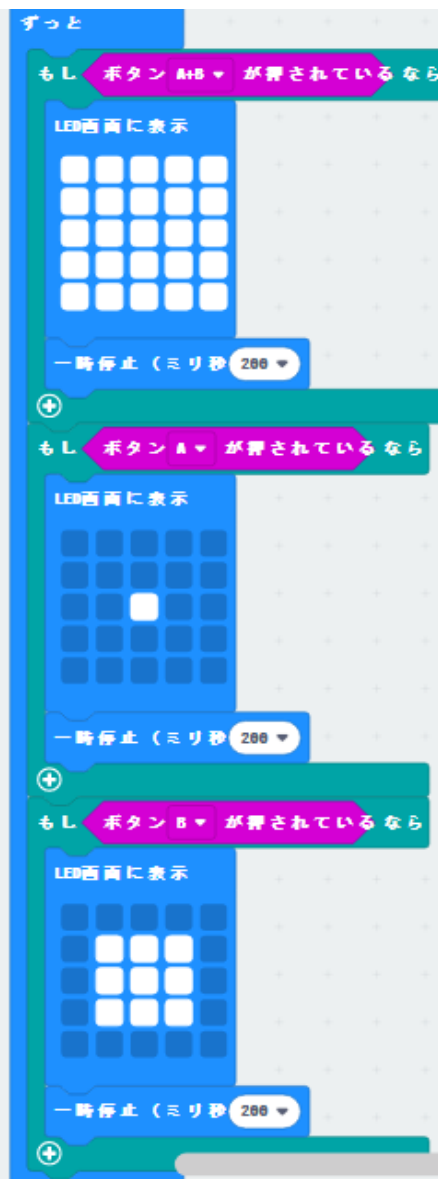 ずっと
もし ボタン A+B ▼ が押されている なら
LED画面に表示
一時停止 (ミリ秒 200 ▼
もし ボタン A ▼ が押されている なら
LED画面に表示
一時停止 (ミリ秒 200 ▼
もし ボタン B ▼ が押されている なら
LED画面に表示
一時停止 (ミリ秒 200 ▼